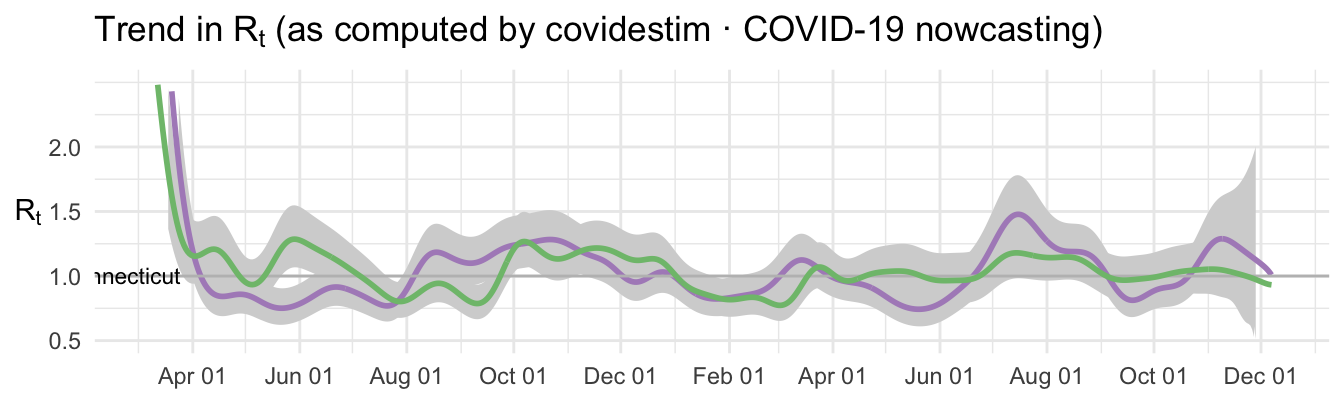 Trend in Rt (as computed by covidestim · COVID-19 nowcasting)
2.0
Rt 1.5
1.0
nnecticut
0.5
Apr 01 Jun 01 Aug 01 Oct 01 Dec 01 Feb 01 Apr 01 Jun 01 Aug 01 Oct 01 Dec 01